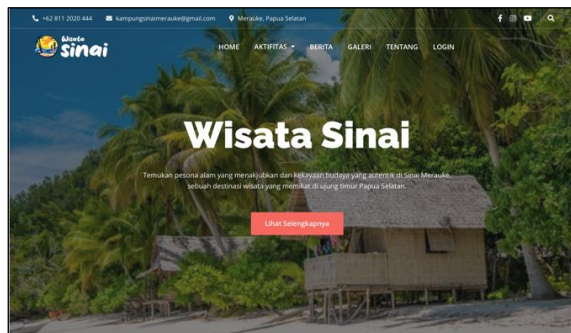 +62 811 2020 444 kampungsinaimerauke@gmail.com Merauke, Papua Selatan
Wisata
Sinai
HOME AKTIFITAS BERITA GALERI TENTANG LOGIN
Wisata Sinai
Temukan pesona alam yang menakjubkan dan kekayaan budaya yang autentik di Sinai Merauke,
sebuah destinasi wisata yang memikat di ujung timur Papua Selatan.
Lihat Selengkapnya